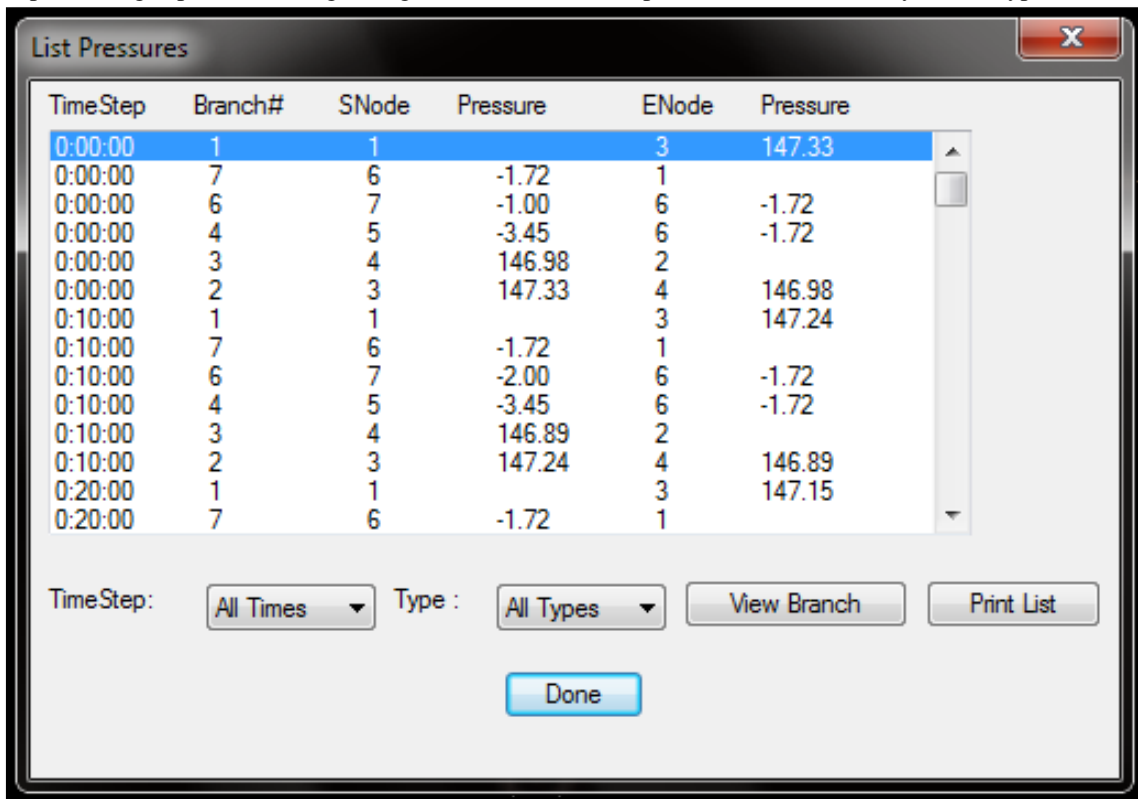 List Pressures
TimeStep Branch# SNode Pressure ENode Pressure
0:00:00 1 1 3 147.33
0:00:00 7 6 -1.72 1
0:00:00 6 7 -1.00 6 -1.72
0:00:00 4 5 -3.45 6 -1.72
0:00:00 3 4 146.98 2
0:00:00 2 3 147.33 4 146.98
0:10:00 1 1 3 147.24
0:10:00 7 6 -1.72 1
0:10:00 6 7 -2.00 6 -1.72
0:10:00 4 5 -3.45 6 -1.72
0:10:00 3 4 146.89 2
0:10:00 2 3 147.24 4 146.89
0:20:00 1 1 3 147.15
0:20:00 7 6 -1.72 1
TimeStep: All Times Type : All Types View Branch Print List
Done